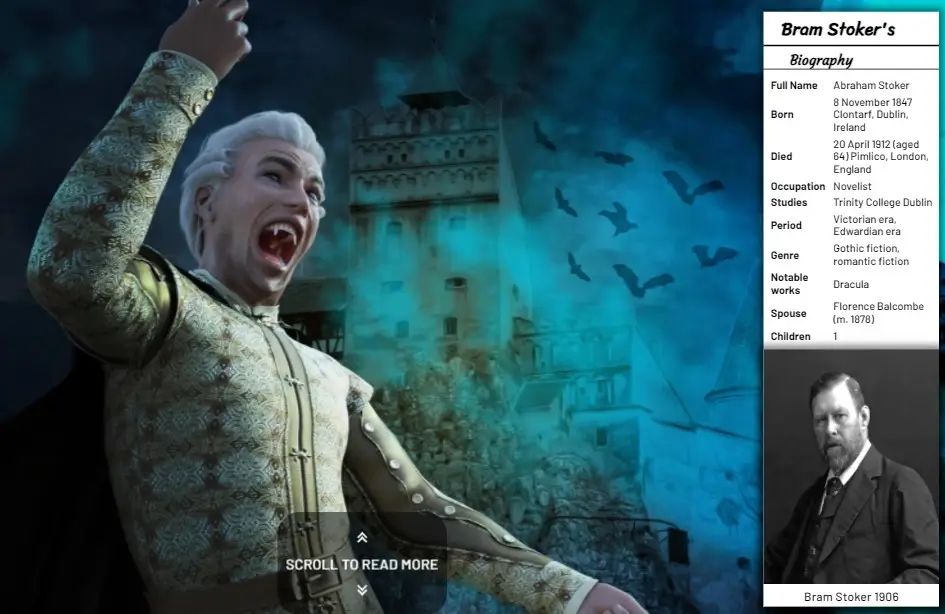 Bram Stoker's
Biography
Full Name Abraham Stoker
Born 8 November 1847
Clontarf, Dublin,
Ireland
Died 20 April 1912 (aged
64) Pimlico, London,
England
Occupation Novelist
Studies Trinity College Dublin
Period Victorian era,
Edwardian era
Genre Gothic fiction,
romantic fiction
Notable
works Dracula
Spouse Florence Balcombe
(m. 1878)
Children 1
SCROLL TO READ MORE
Bram Stoker 1906